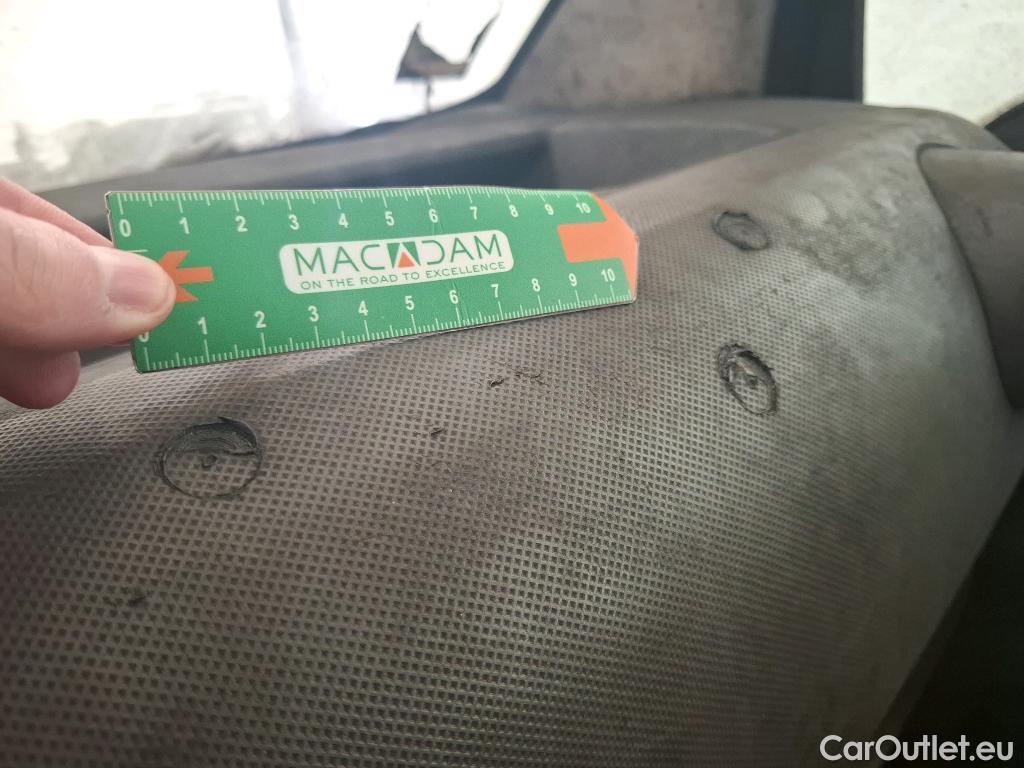 0 1 2 3 4 5 6 7 8 9 10
MACADAM
ON THE ROAD TO EXCELLENCE
0 1 2 3 4 5 6 7 8 9 10
CarOutlet.eu